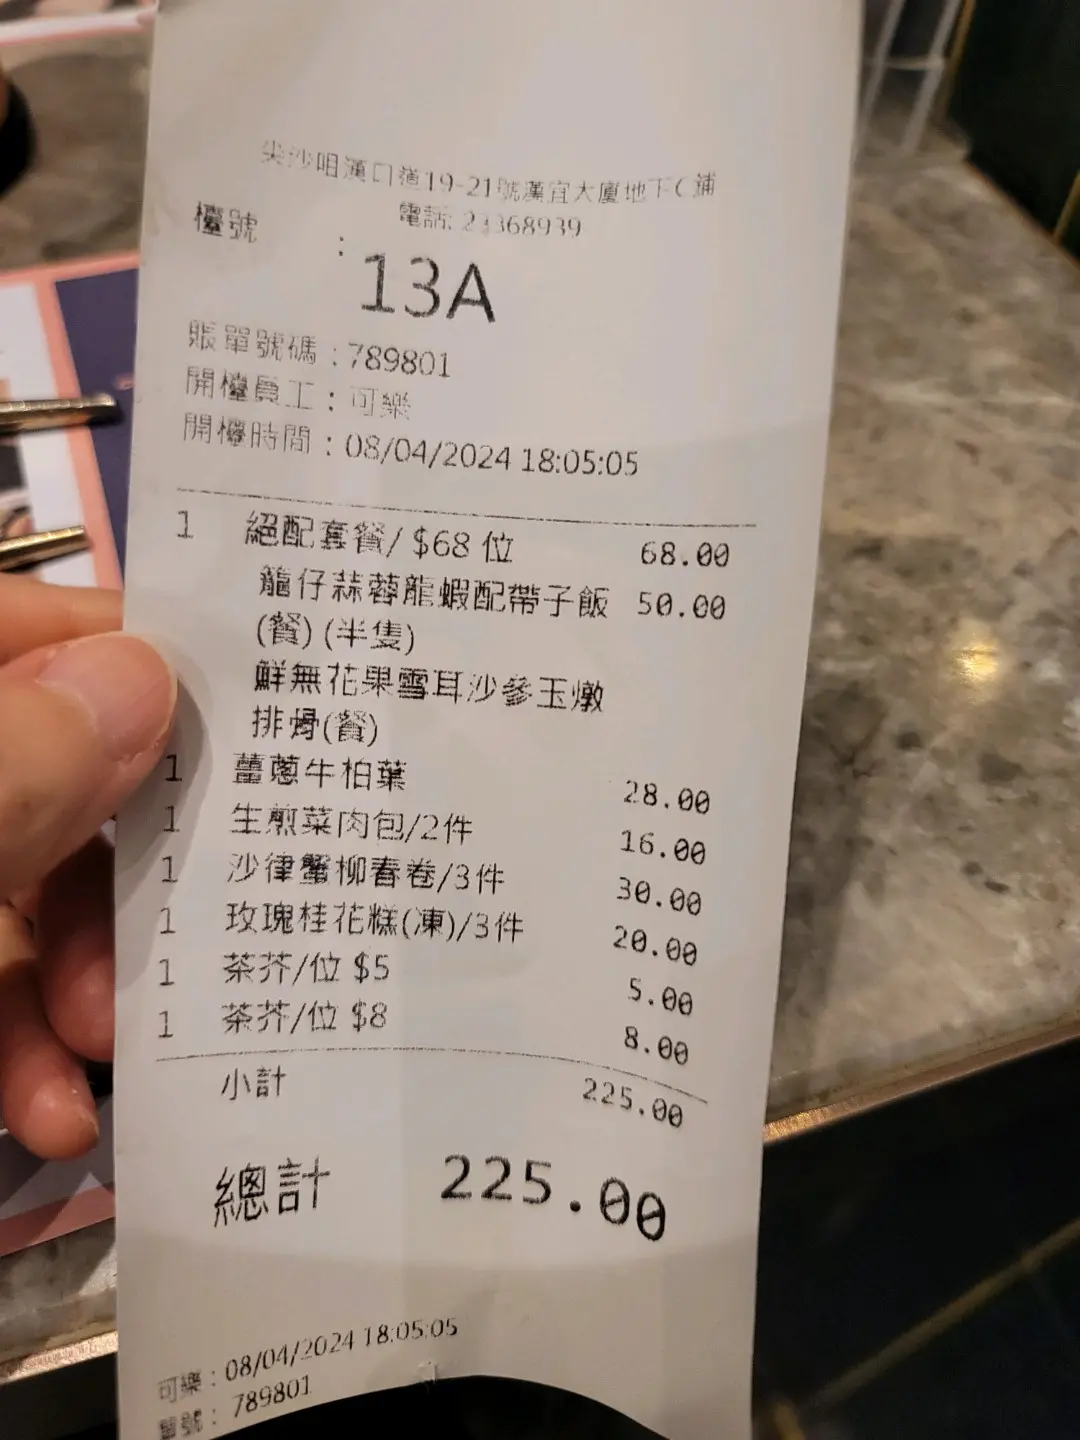 尖沙咀漢口道19-21號漢宜大廈地下C鋪
電話: 23368939
檯號 :
13A
賬單號碼 : 789801
開檯員工 : 可樂
開檯時間 : 08/04/2024 18:05:05
1 絕配套餐/ $68 位 68.00
籠仔蒜蓉龍蝦配帶子飯 50.00
(餐) (半隻)
鮮無花果雪耳沙參玉燉
排骨(餐)
1 薑蔥牛柏葉 28.00
1 生煎菜肉包/2件 16.00
1 沙律蟹柳春卷/3件 30.00
1 玫瑰桂花糕(凍)/3件 20.00
1 茶芥/位 $5 5.00
1 茶芥/位 $8 8.00
小計 225.00
總計 225.00
可樂 : 08/04/2024 18:05:05
單號 : 789801